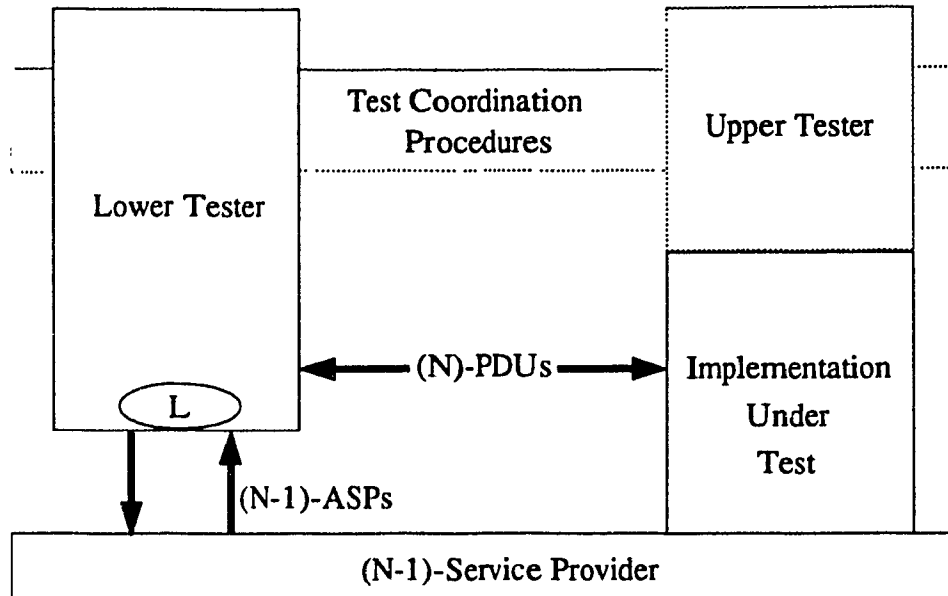 Test Coordination
Procedures
Upper Tester
Lower Tester
(N)-PDUs
Implementation
Under
Test
L
(N-1)-ASPs
(N-1)-Service Provider